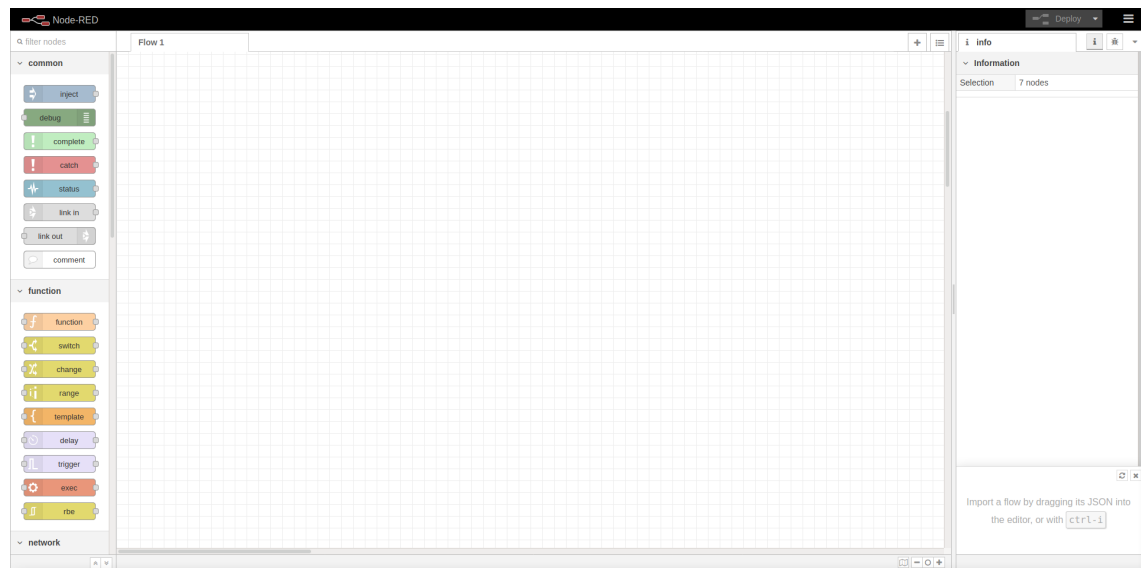 Node-RED
Deploy
filter nodes
Flow 1
i info
i
common
Information
Selection 7 nodes
inject
debug
complete
catch
status
link in
link out
comment
function
function
switch
change
range
template
delay
trigger
exec
rbe
network
Import a flow by dragging its JSON into
the editor, or with ctrl-i